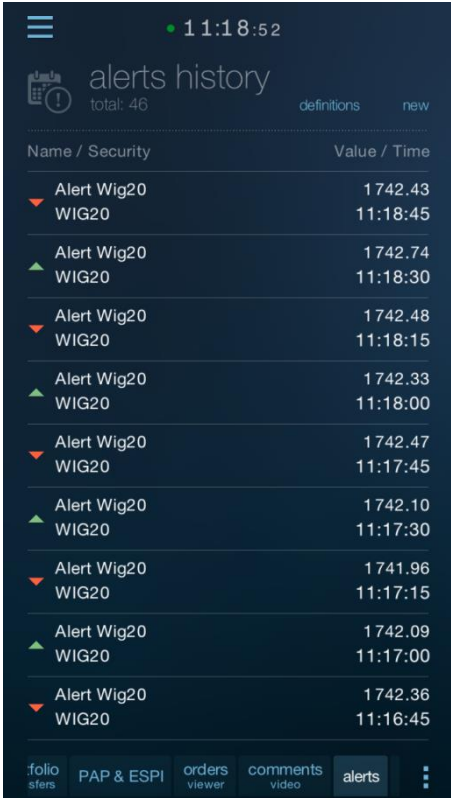 11:18:52
alerts history
total: 46
definitions new
Name / Security Value / Time
Alert Wig20 1742.43
WIG20 11:18:45
Alert Wig20 1742.74
WIG20 11:18:30
Alert Wig20 1742.48
WIG20 11:18:15
Alert Wig20 1742.33
WIG20 11:18:00
Alert Wig20 1742.47
WIG20 11:17:45
Alert Wig20 1742.10
WIG20 11:17:30
Alert Wig20 1741.96
WIG20 11:17:15
Alert Wig20 1742.09
WIG20 11:17:00
Alert Wig20 1742.36
WIG20 11:16:45
tfolio PAP & ESPI orders comments alerts
sfers viewer video